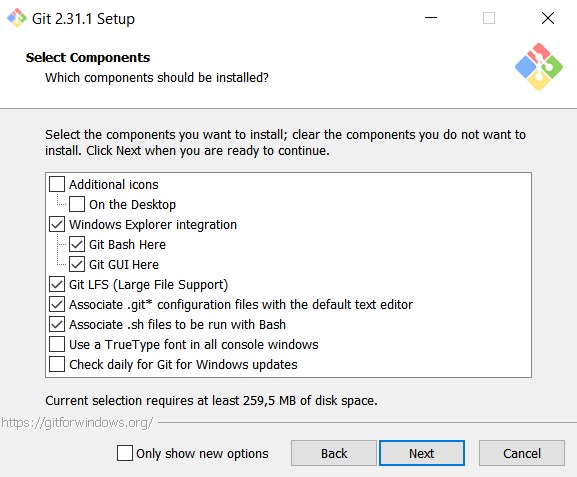 Git 2.31.1 Setup
Select Components
Which components should be installed?
Select the components you want to install; clear the components you do not want to
install. Click Next when you are ready to continue.
Additional icons
On the Desktop
Windows Explorer integration
Git Bash Here
Git GUI Here
Git LFS (Large File Support)
Associate .git* configuration files with the default text editor
Associate .sh files to be run with Bash
Use a TrueType font in all console windows
Check daily for Git for Windows updates
Current selection requires at least 259,5 MB of disk space.
https://gitforwindows.org/
Only show new options
Back
Next
Cancel